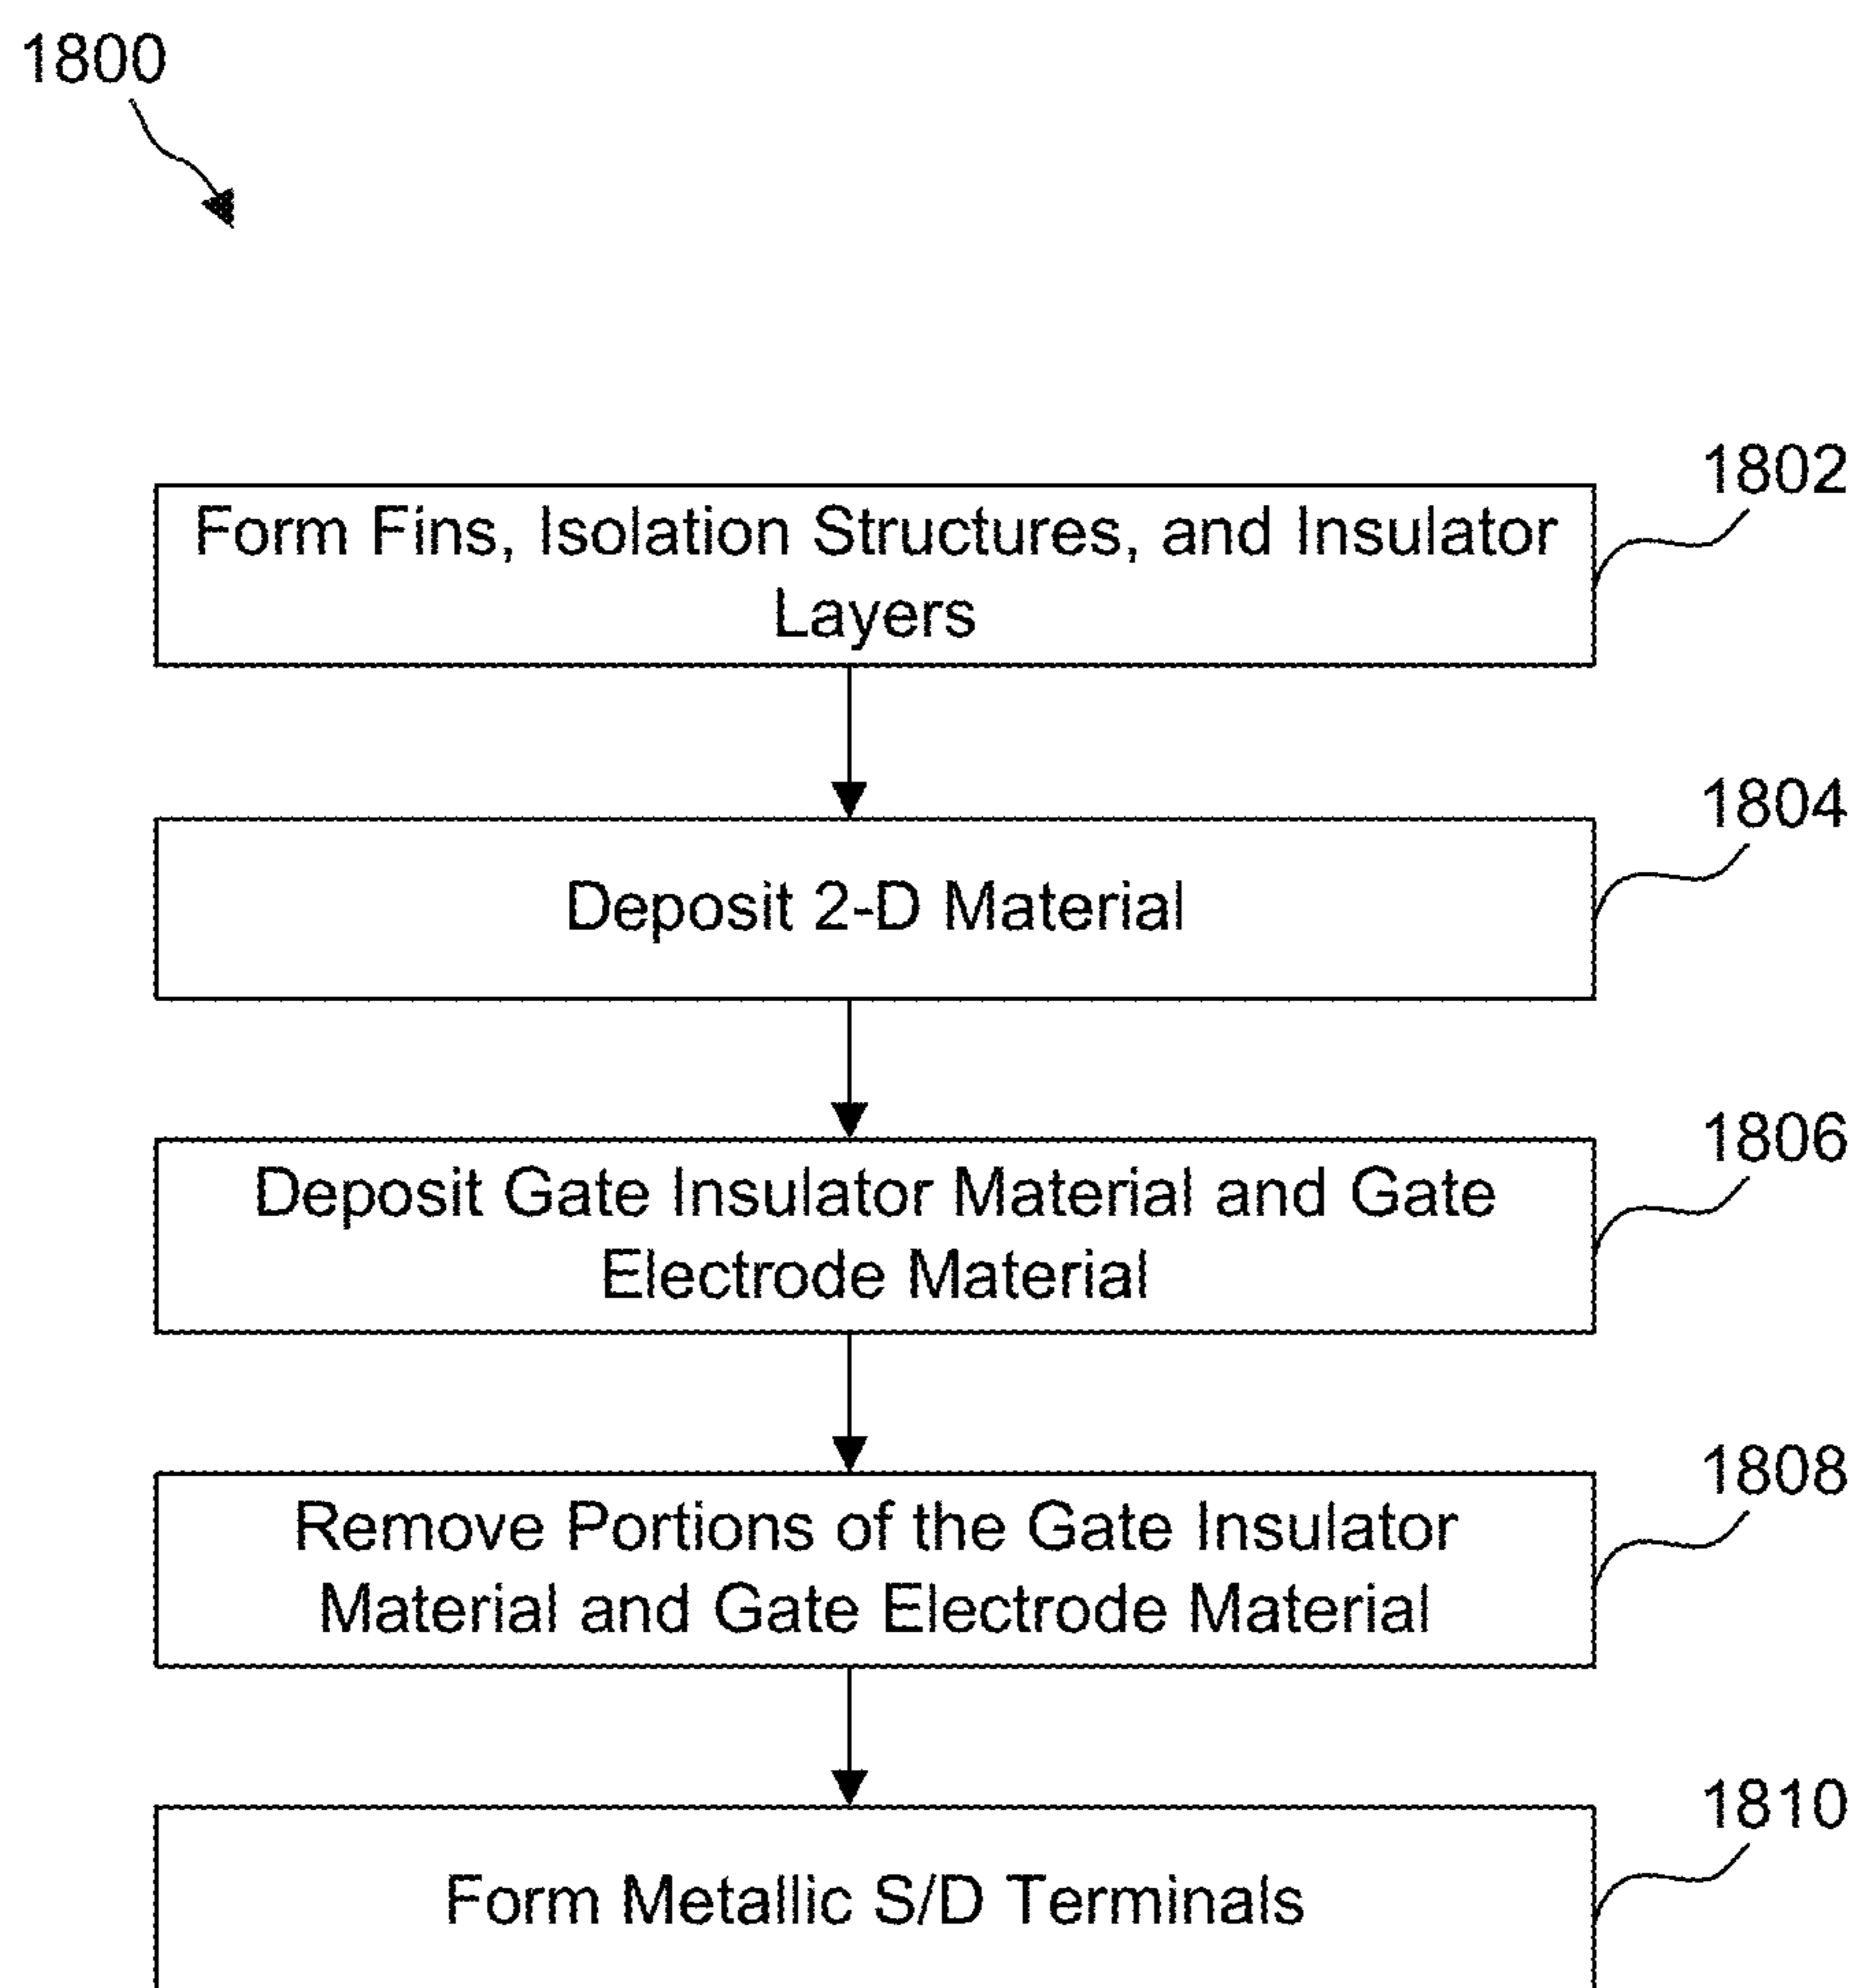 1800
1802
Form Fins, Isolation Structures, and Insulator
Layers
1804
Deposit 2-D Material
1806
Deposit Gate Insulator Material and Gate
Electrode Material
1808
Remove Portions of the Gate Insulator
Material and Gate Electrode Material
1810
Form Metallic S/D Terminals